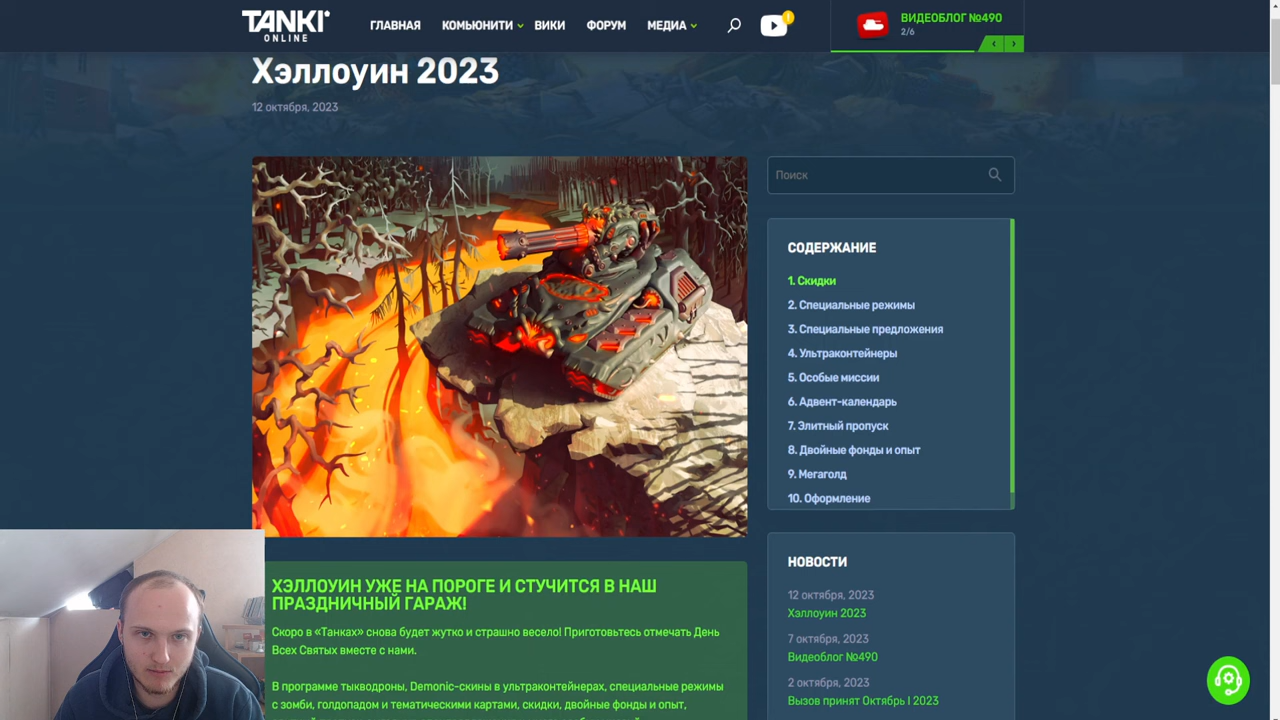 TANKI
ONLINE
ГЛАВНАЯ
КОМЬЮНИТИ
ВИКИ
ФОРУМ
МЕДИА
1
ВИДЕОБЛОГ №490
2/6
Хэллоуин 2023
12 октября, 2023
Поиск
СОДЕРЖАНИЕ
1. Скидки
2. Специальные режимы
3. Специальные предложения
4. Ультраконтейнеры
5. Особые миссии
6. Адвент-календарь
7. Элитный пропуск
8. Двойные фонды и опыт
9. Мегаголд
10. Оформление
ХЭЛЛОУИН УЖЕ НА ПОРОГЕ И СТУЧИТСЯ В НАШ
ПРАЗДНИЧНЫЙ ГАРАЖ!
Скоро в «Танках» снова будет жутко и страшно весело! Приготовьтесь отмечать День
Всех Святых вместе с нами.
В программе тыкводроны, Demonic-скины в ультраконтейнерах, специальные режимы
с зомби, голдопадом и тематическими картами, скидки, двойные фонды и опыт,
НОВОСТИ
12 октября, 2023
Хэллоуин 2023
7 октября, 2023
Видеоблог №490
2 октября, 2023
Вызов принят Октябрь I 2023